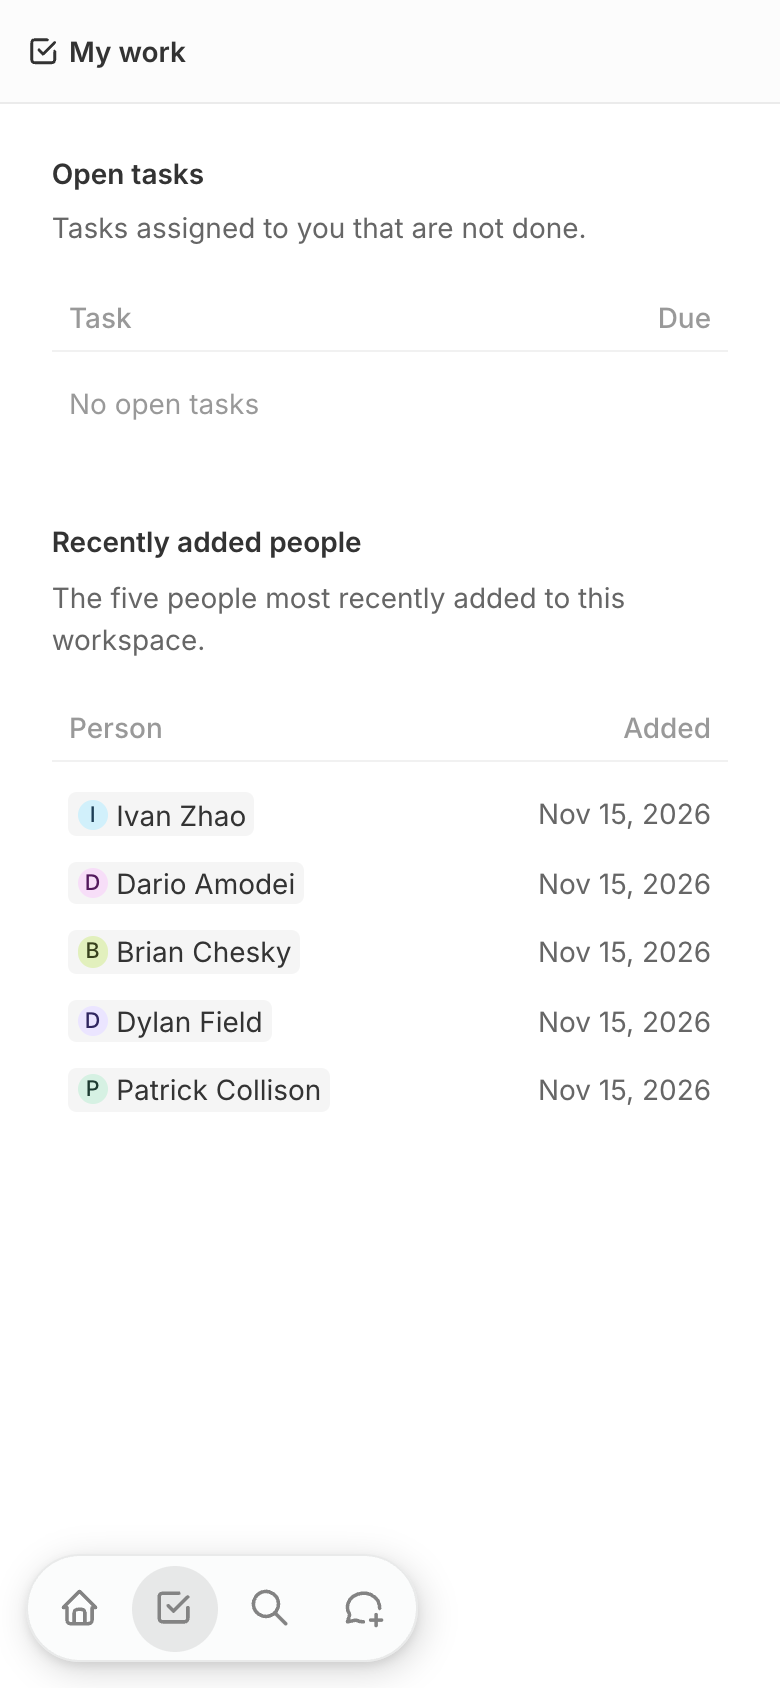 My work
Open tasks
Tasks assigned to you that are not done.
Task Due
No open tasks
Recently added people
The five people most recently added to this
workspace.
Person Added
I Ivan Zhao Nov 15, 2026
D Dario Amodei Nov 15, 2026
B Brian Chesky Nov 15, 2026
D Dylan Field Nov 15, 2026
P Patrick Collison Nov 15, 2026